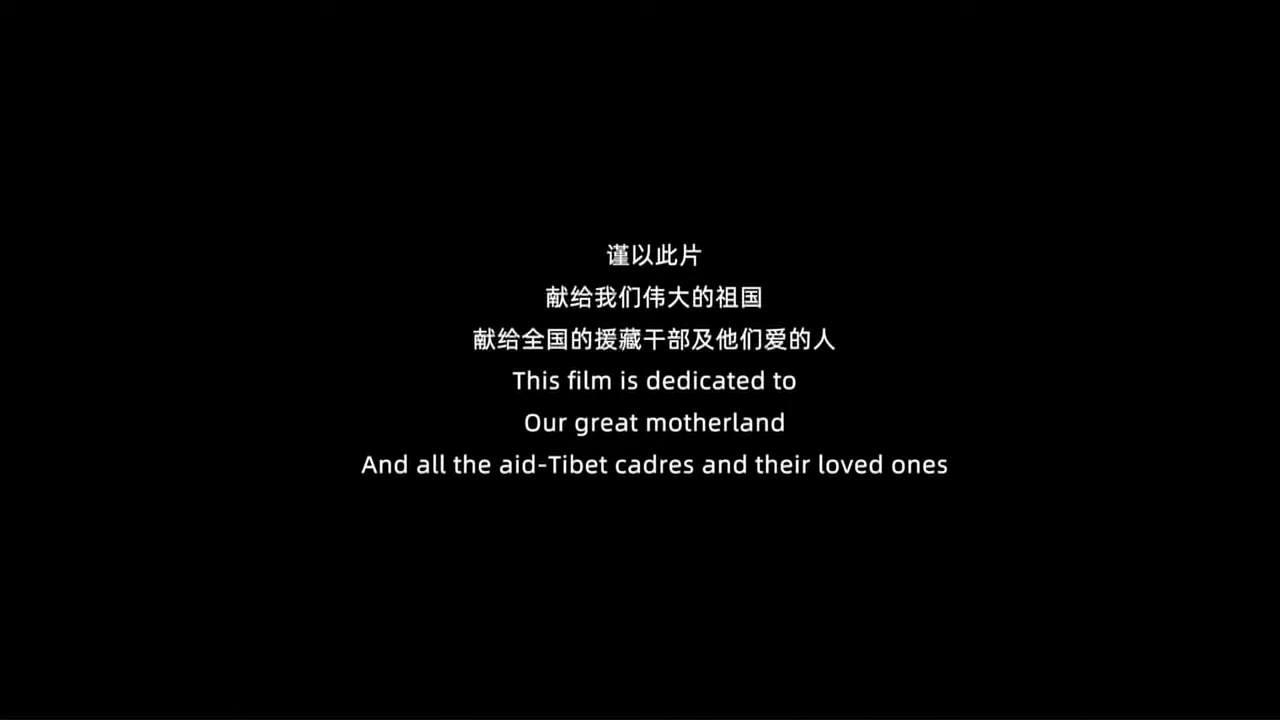 谨以此片
献给我们伟大的祖国
献给全国的援藏干部及他们爱的人
This film is dedicated to
Our great motherland
And all the aid-Tibet cadres and their loved ones